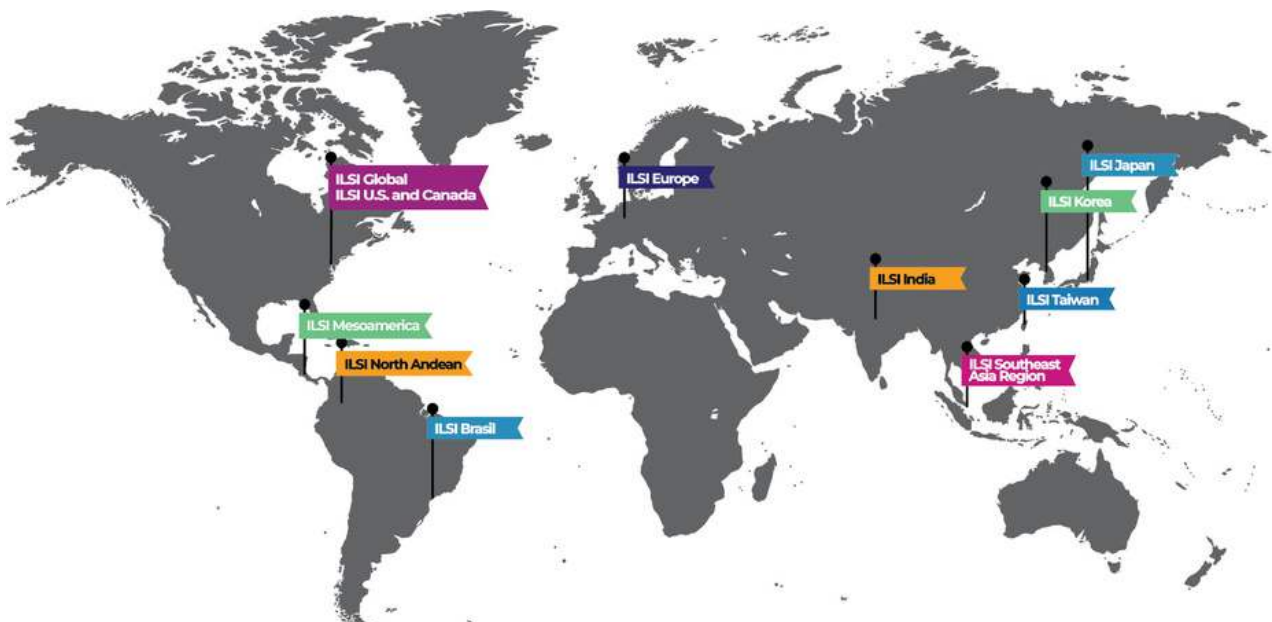 ILSI Global
ILSI U.S. and Canada
ILSI Europe
ILSI Japan
ILSI Korea
ILSI India
ILSI Taiwan
ILSI Mesoamerica
ILSI North Andean
ILSI Southeast
Asia Region
ILSI Brasil